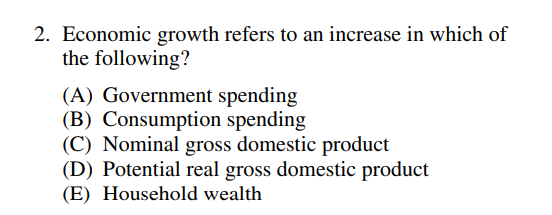 2. Economic growth refers to an increase in which of
the following?
(A) Government spending
(B) Consumption spending
(C) Nominal gross domestic product
(D) Potential real gross domestic product
(E) Household wealth